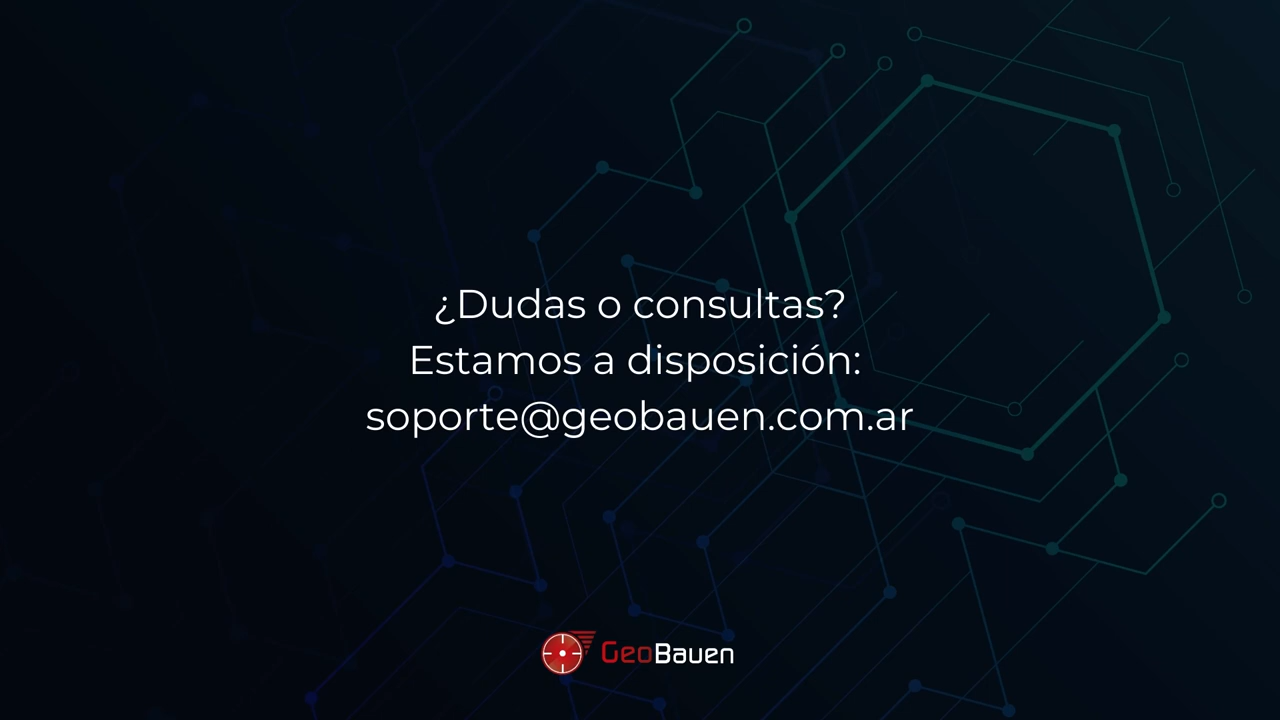 ¿Dudas o consultas?
Estamos a disposición:
soporte@geobauen.com.ar
GeoBauen